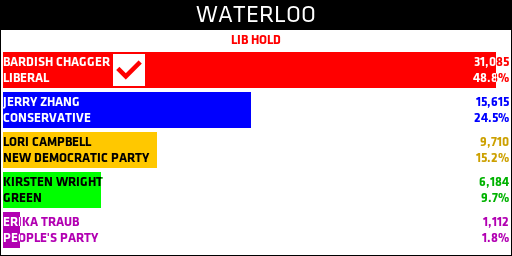 WATERLOO
LIB HOLD
BARDISH CHAGGER 31,085
LIBERAL 48.8%
JERRY ZHANG 15,615
CONSERVATIVE 24.5%
LORI CAMPBELL 9,710
NEW DEMOCRATIC PARTY 15.2%
KIRSTEN WRIGHT 6,184
GREEN 9.7%
ERIKA TRAUB 1,112
PEOPLE'S PARTY 1.8%